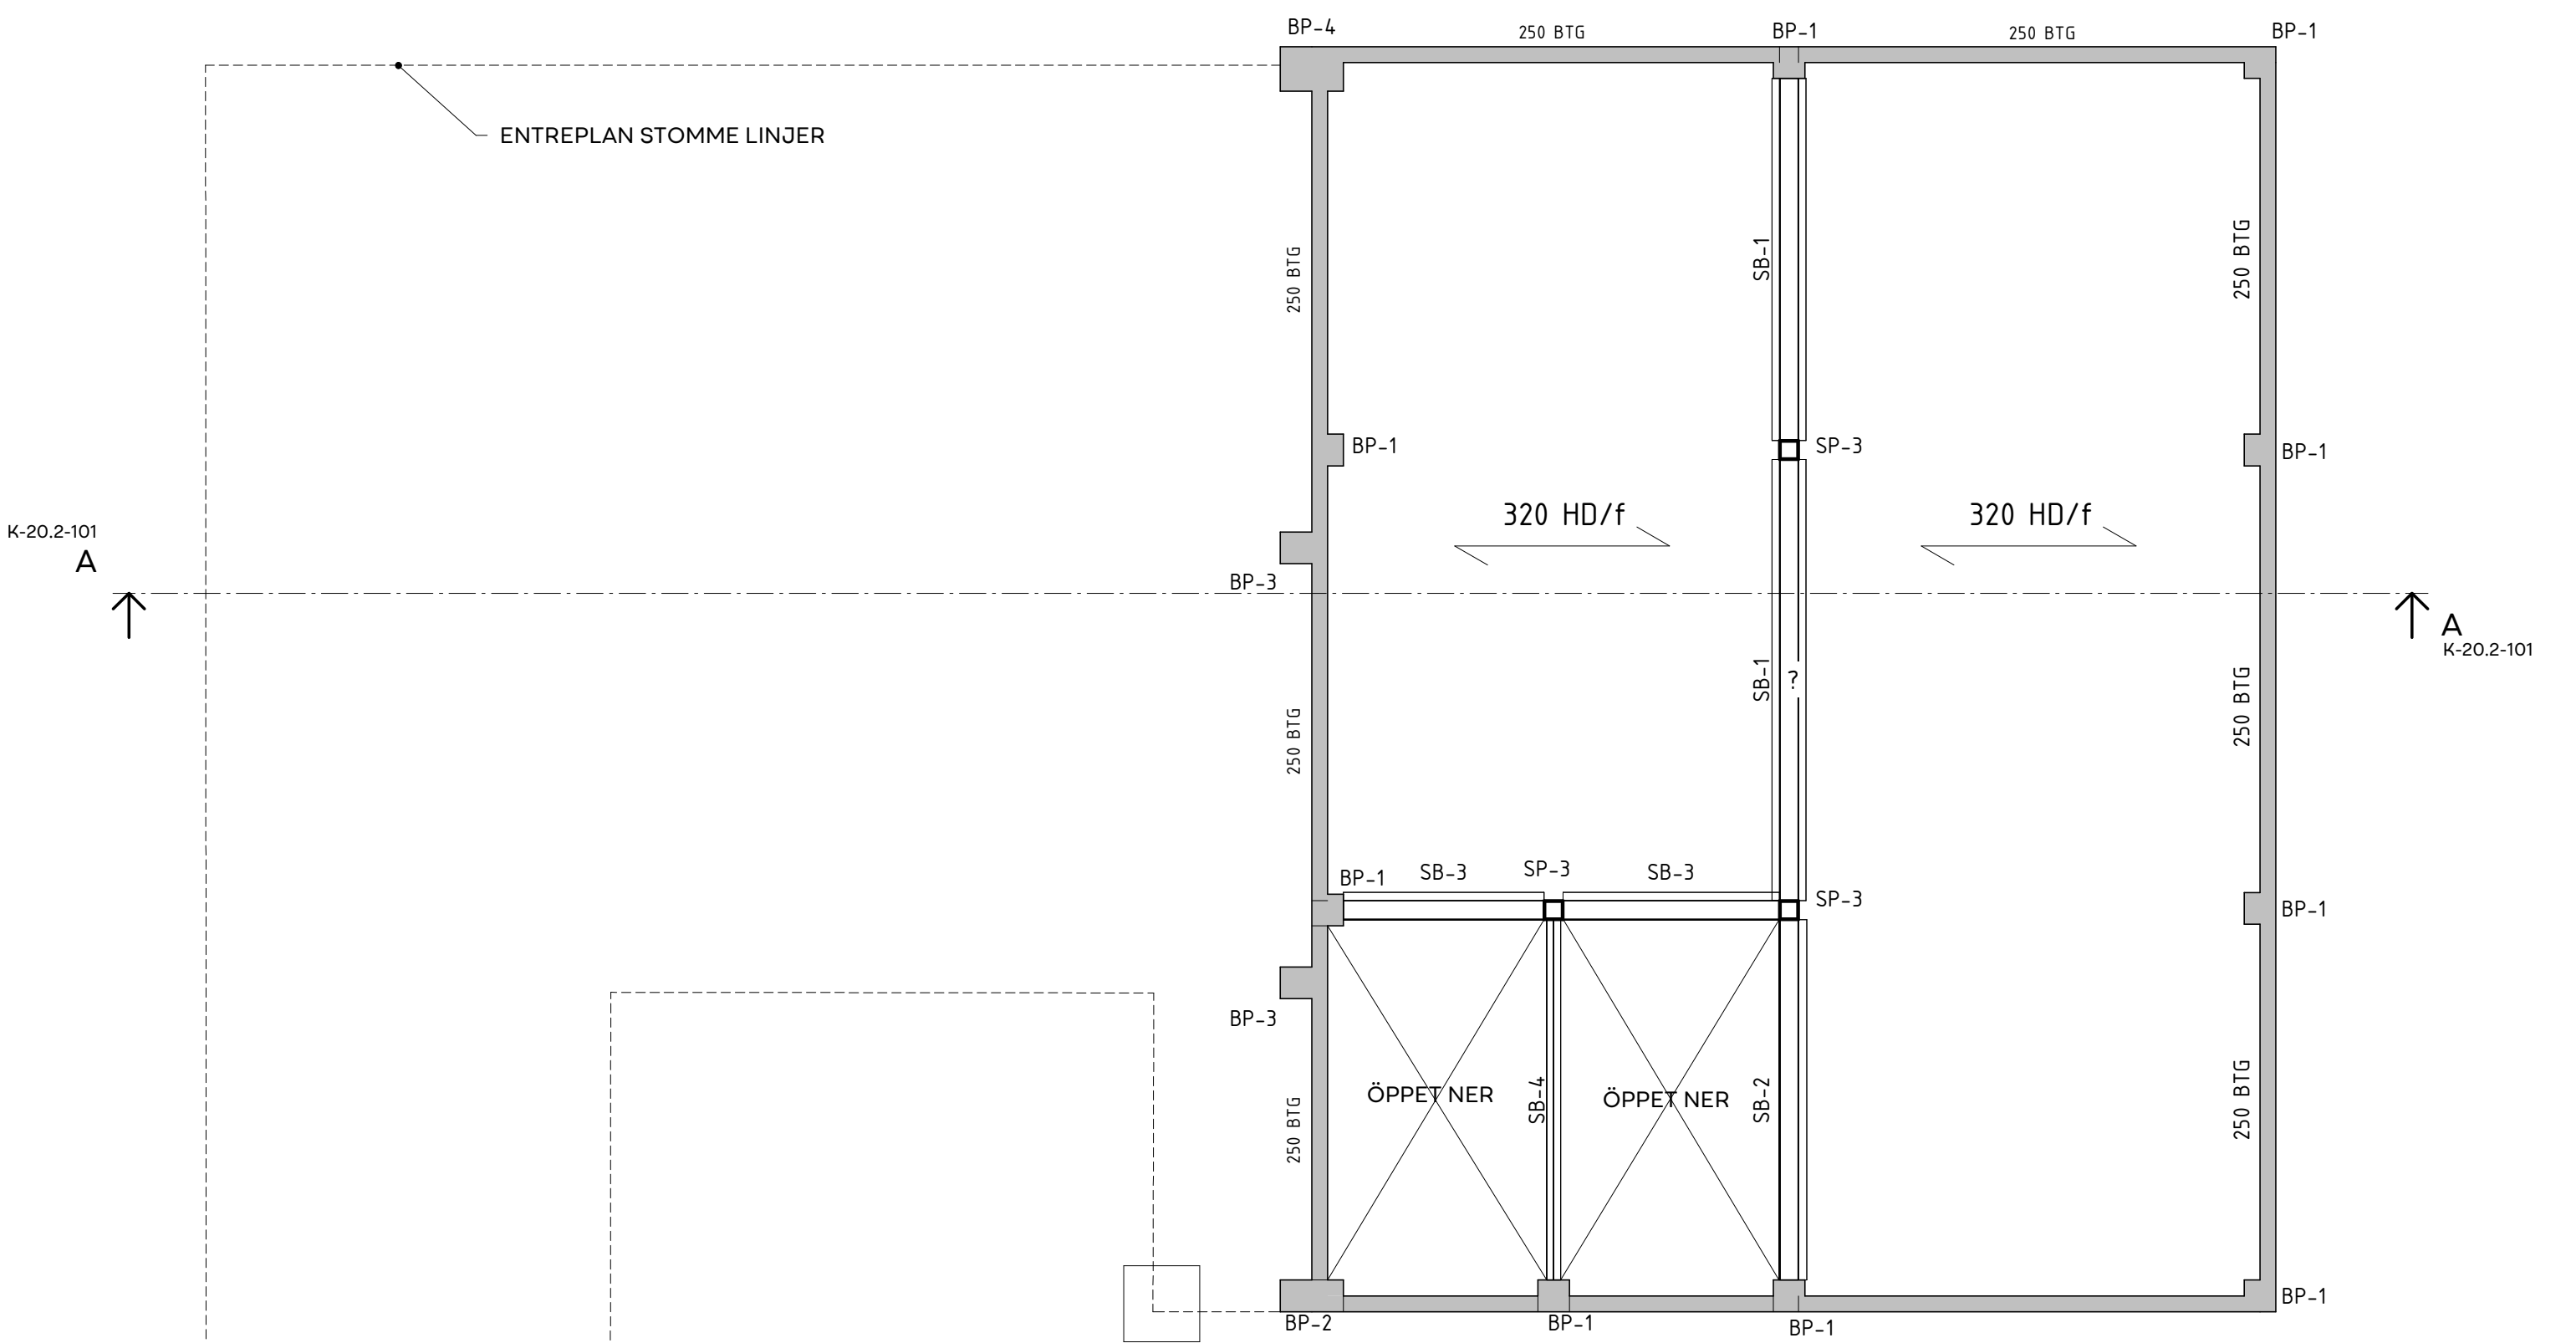 BP-4
250 BTG
BP-1
250 BTG
BP-1
ENTREPLAN STOMME LINJER
250 BTG
SB-1
250 BTG
BP-1
SP-3
BP-1
320 HD/f
320 HD/f
K-20.2-101
A
BP-3
A
K-20.2-101
250 BTG
SB-1
?
250 BTG
BP-1
SB-3
SP-3
SB-3
SP-3
BP-1
BP-3
250 BTG
ÖPPET NER
SB-4
ÖPPET NER
SB-2
250 BTG
BP-2
BP-1
BP-1
BP-1